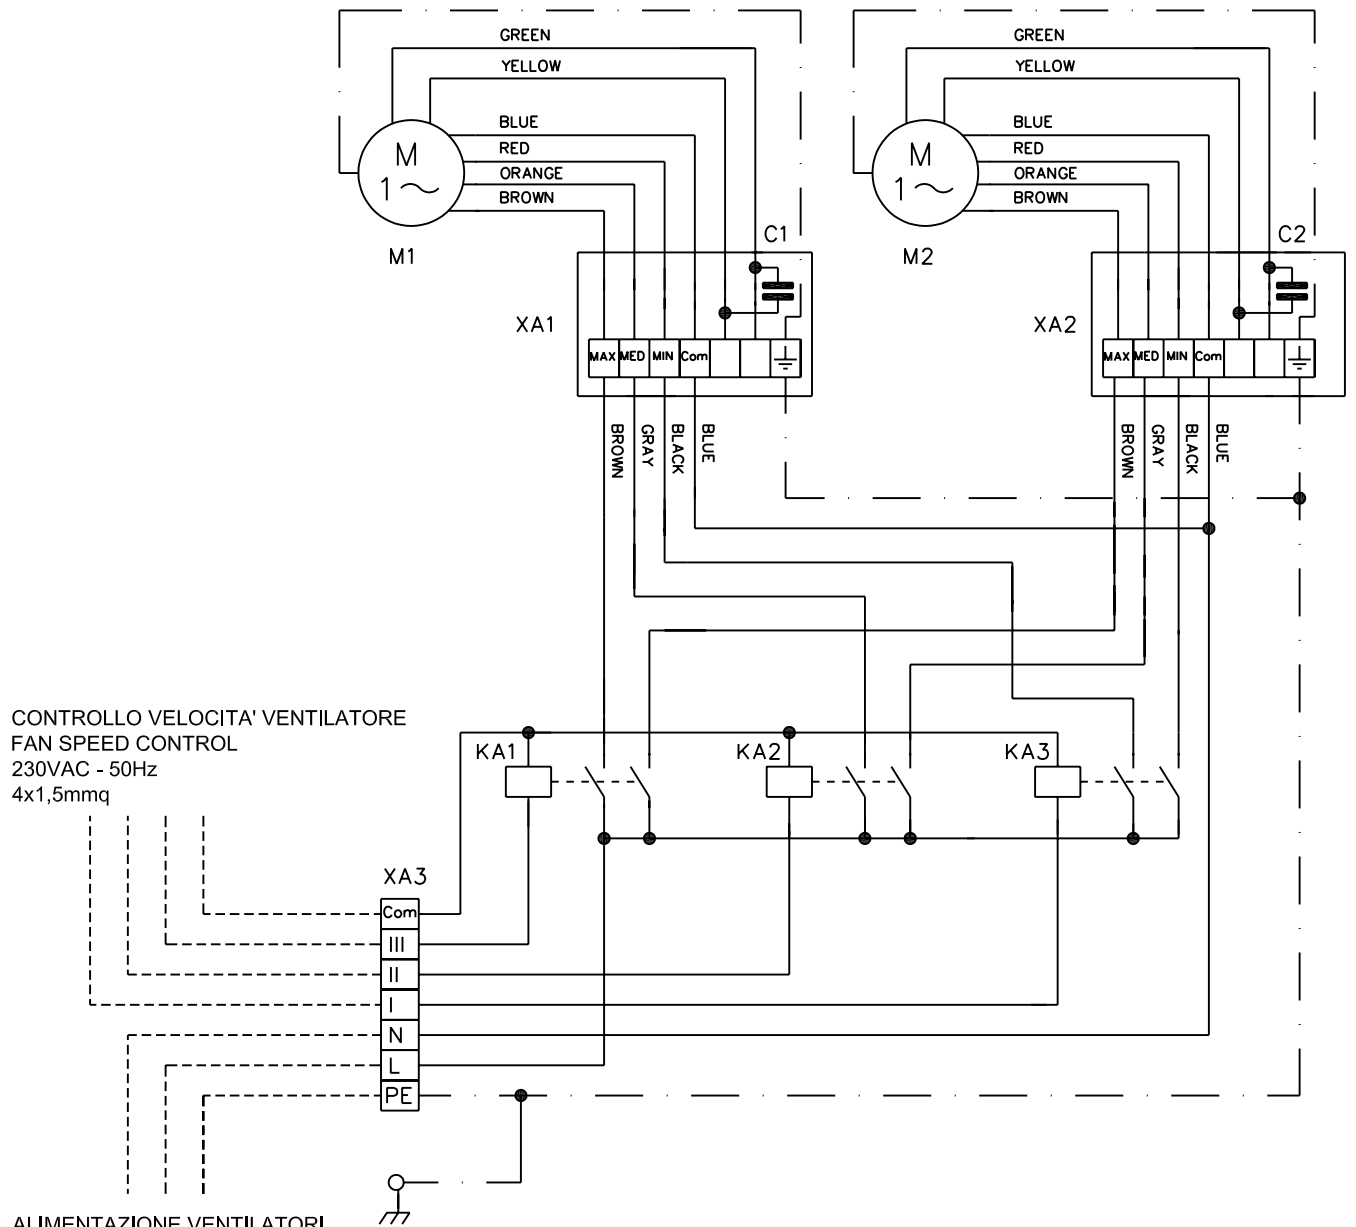 GREEN
YELLOW
BLUE
RED
ORANGE
BROWN
M
1~
M1
C1
XA1
MAX MED MIN Com
BROWN
GRAY
BLACK
BLUE
GREEN
YELLOW
BLUE
RED
ORANGE
BROWN
M
1~
M2
C2
XA2
MAX MED MIN Com
BROWN
GRAY
BLACK
BLUE
CONTROLLO VELOCITA' VENTILATORE
FAN SPEED CONTROL
230VAC - 50Hz
4x1,5mmq
KA1
KA2
KA3
XA3
Com
III
II
I
N
L
PE
ALIMENTAZIONE VENTILATORI